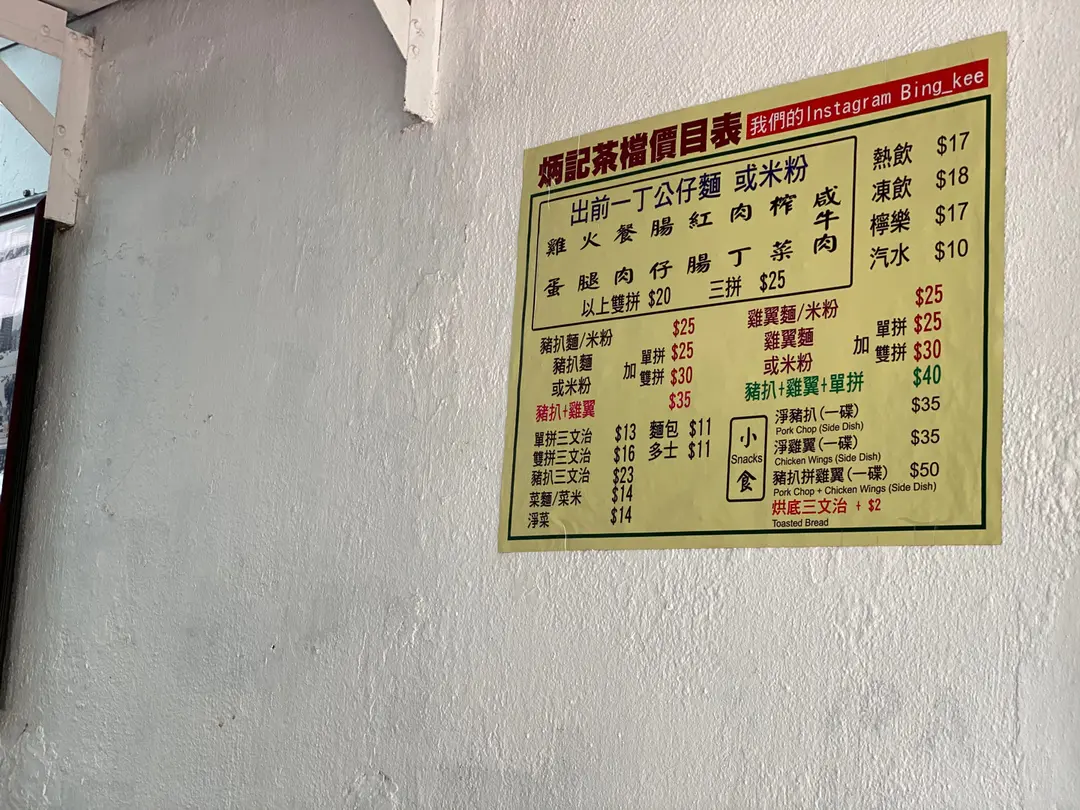 炳記茶檔價目表 我們的Instagram Bing_kee
出前一丁公仔麵 或米粉
雞蛋 火腿 餐肉 腸仔 紅腸 肉丁 榨菜 咸牛肉
以上雙拼 $20 三拼 $25
熱飲 $17
凍飲 $18
檸樂 $17
汽水 $10
豬扒麵/米粉 $25
豬扒麵
或米粉
加 單拼 $25
雙拼 $30
豬扒+雞翼 $35
雞翼麵/米粉 $25
雞翼麵
或米粉
加 單拼 $25
雙拼 $30
豬扒+雞翼+單拼 $40
單拼三文治 $13
雙拼三文治 $16
豬扒三文治 $23
菜麵/菜米 $14
淨菜 $14
麵包 $11
多士 $11
小食
Snacks
淨豬扒(一碟) $35
Pork Chop (Side Dish)
淨雞翼(一碟) $35
Chicken Wings (Side Dish)
豬扒拼雞翼(一碟) $50
Pork Chop + Chicken Wings (Side Dish)
烘底三文治 + $2
Toasted Bread